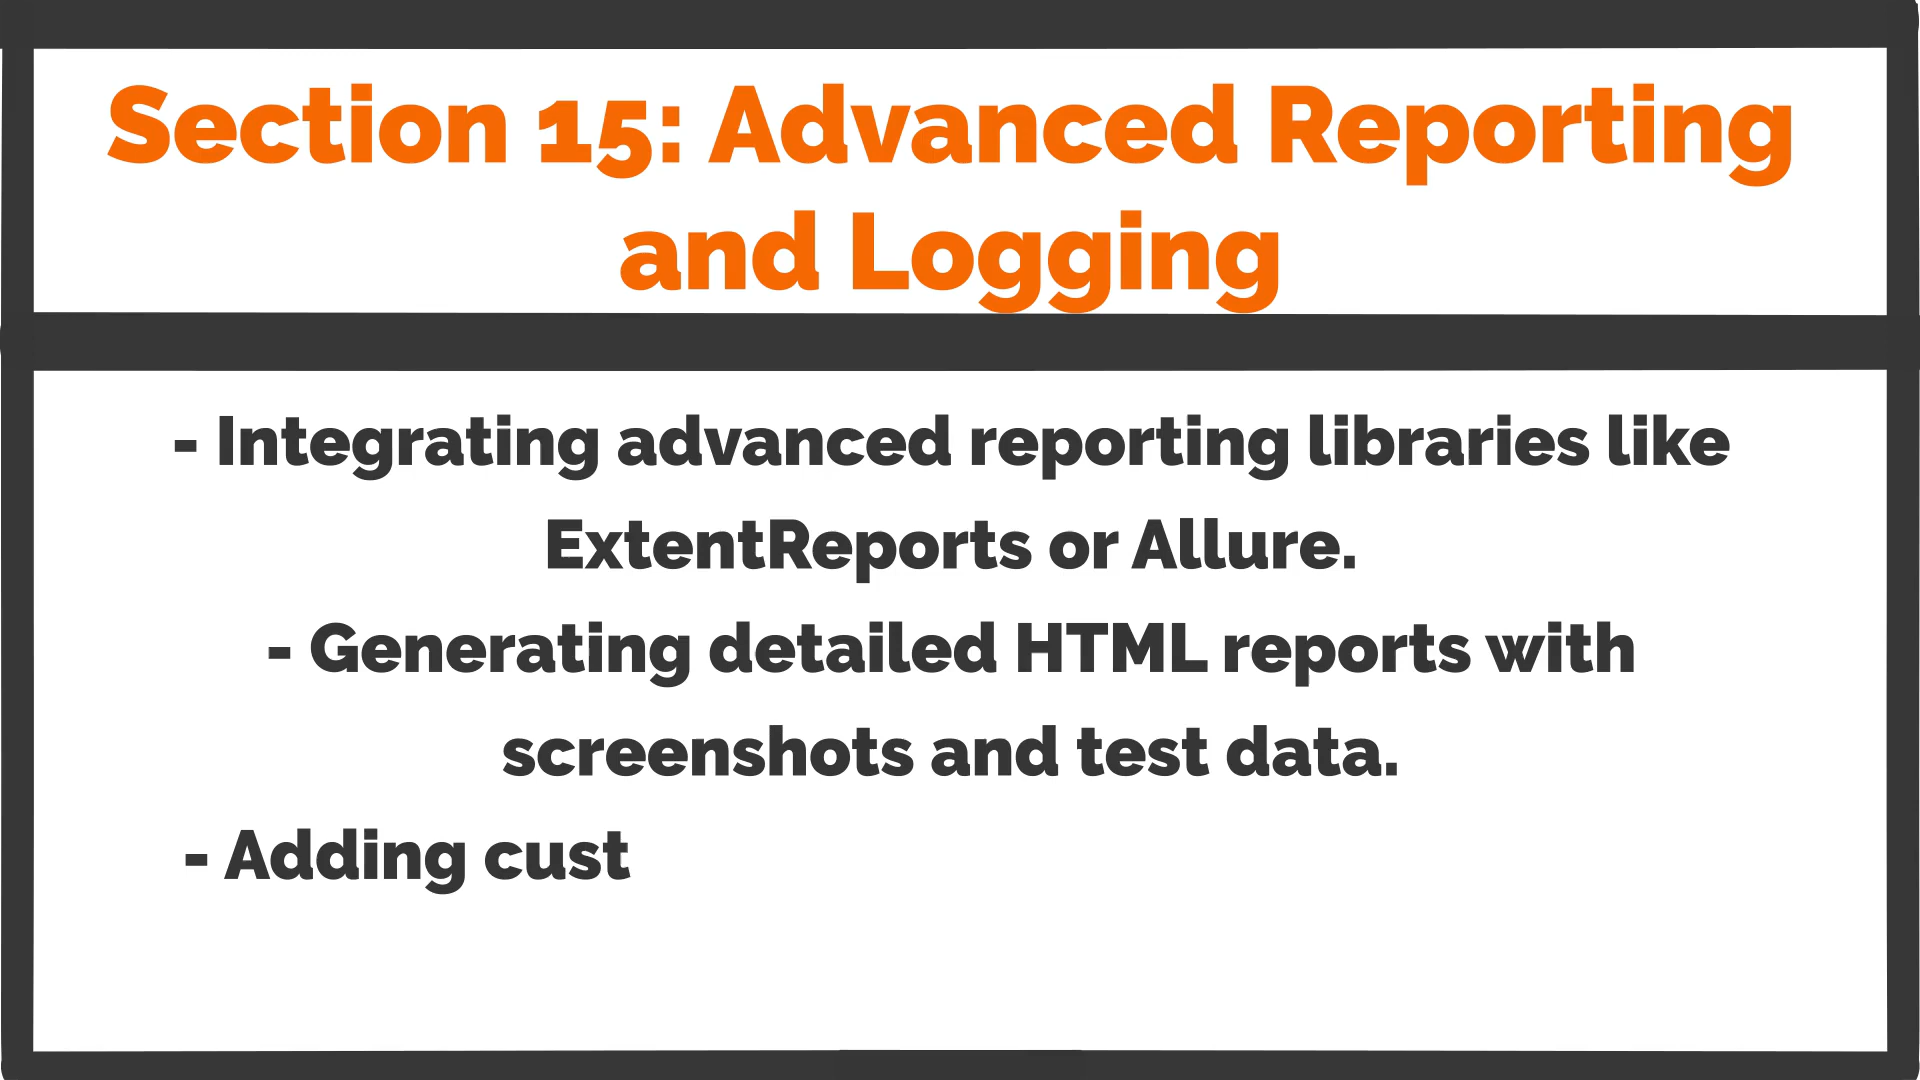 Section 15: Advanced Reporting
and Logging
- Integrating advanced reporting libraries like
ExtentReports or Allure.
- Generating detailed HTML reports with
screenshots and test data.
- Adding cust